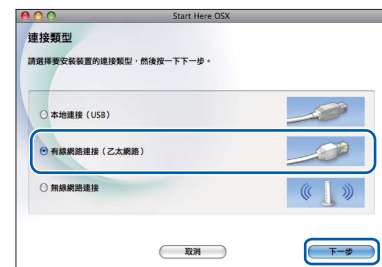 Start Here OSX
連接類型
請選擇要安裝裝置的連接類型，然後按一下下一步。
本地連接（USB）
有線網路連接（乙太網路）
無線網路連接
取消
下一步